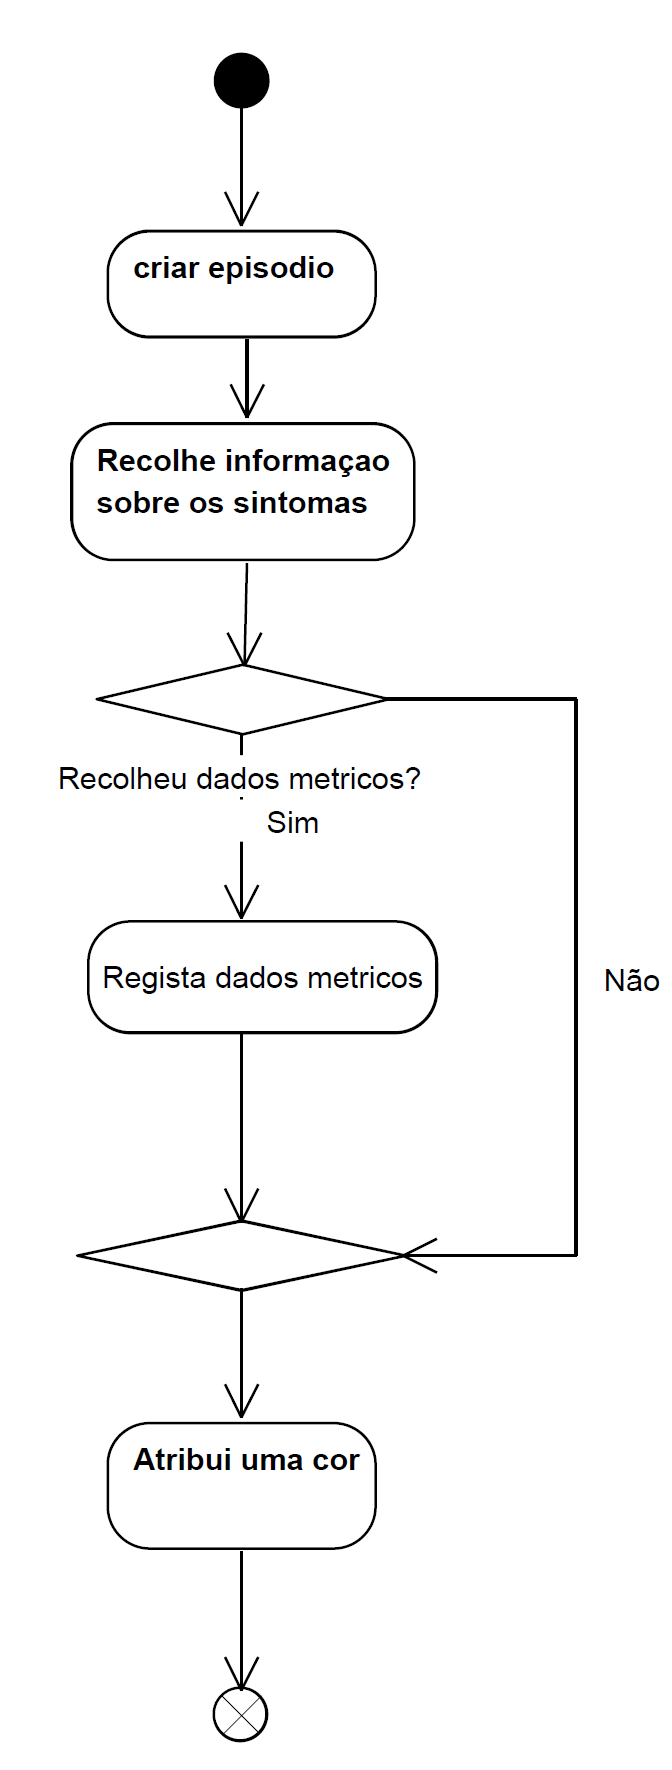 criar episodio
Recolhe informaçao
sobre os sintomas
Recolheu dados metricos?
Sim
Regista dados metricos
Não
Atribui uma cor